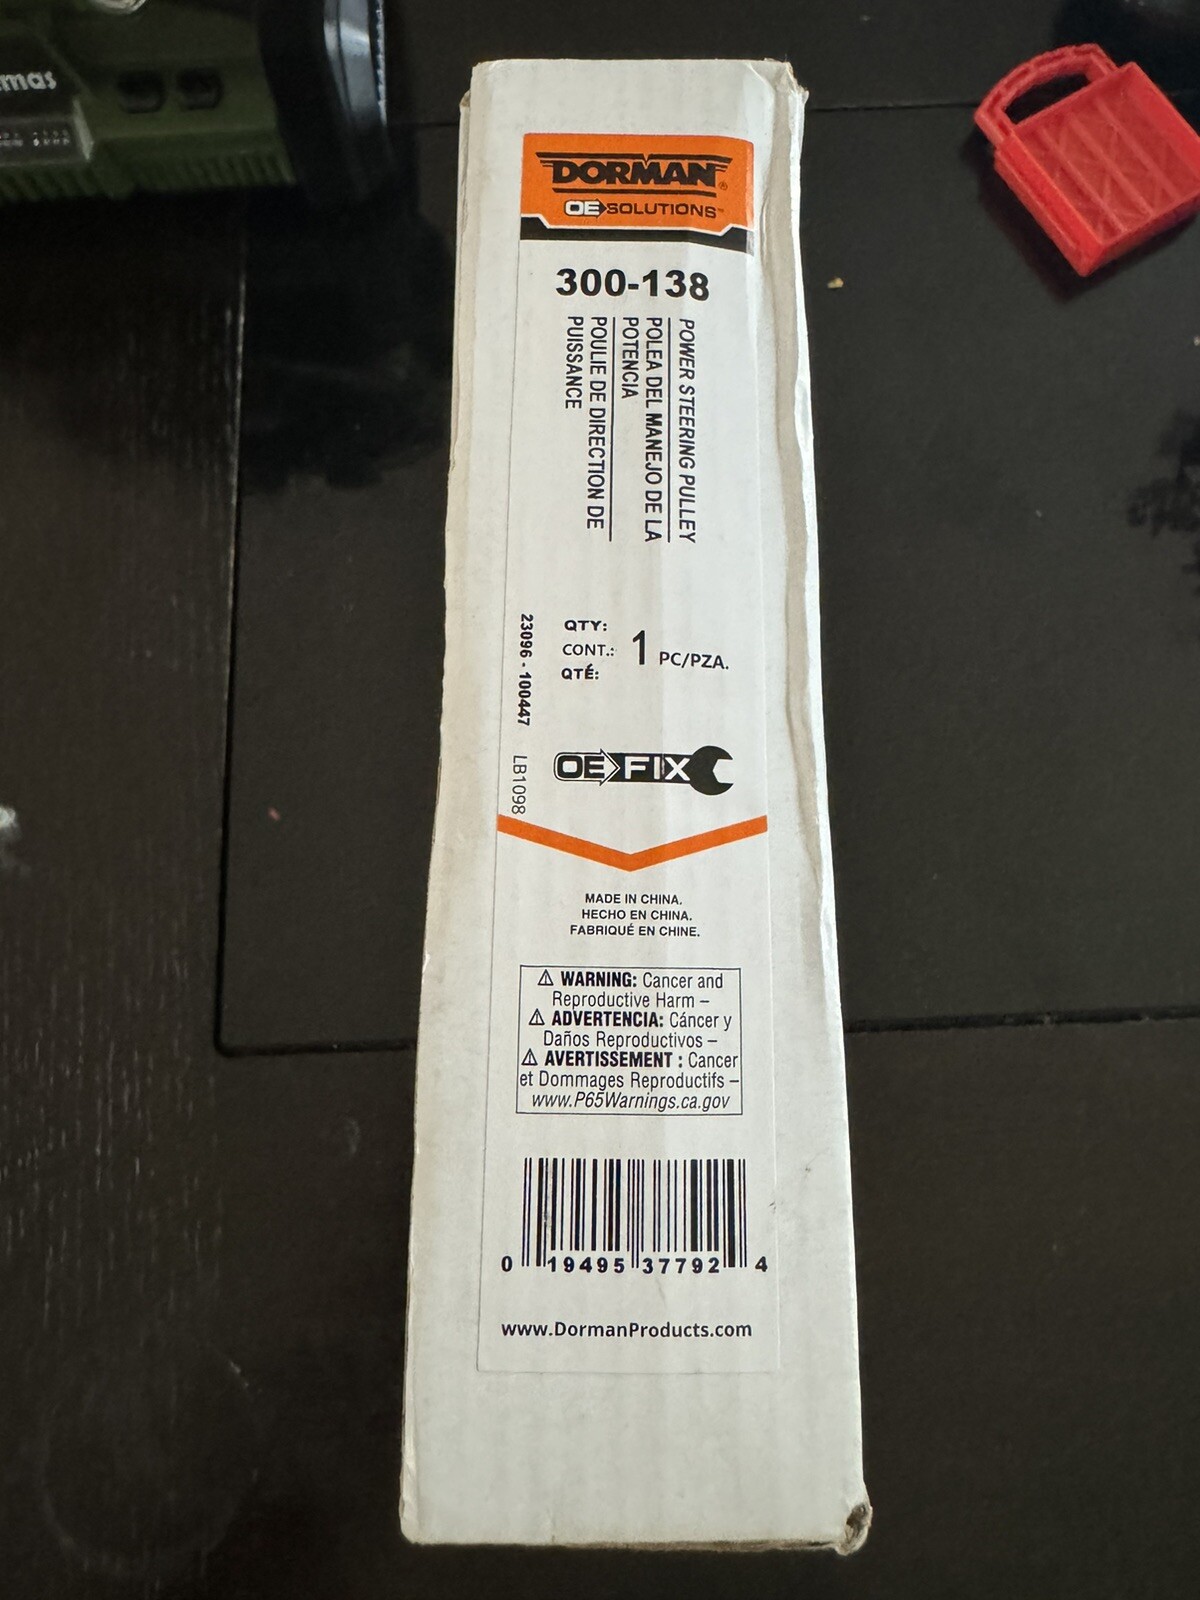 mas
DORMAN®
OE SOLUTIONS™
300-138
POWER STEERING PULLEY
POLEA DEL MANEJO DE LA
POTENCIA
POULIE DE DIRECTION DE
PUISSANCE
QTY:
CONT.: 1 PC/PZA.
QTÉ:
23096 - 100447 LB1098
OE FIX
MADE IN CHINA.
HECHO EN CHINA.
FABRIQUÉ EN CHINE.
⚠ WARNING: Cancer and
Reproductive Harm –
⚠ ADVERTENCIA: Cáncer y
Daños Reproductivos –
⚠ AVERTISSEMENT : Cancer
et Dommages Reproductifs –
www.P65Warnings.ca.gov
0 19495 37792 4
www.DormanProducts.com